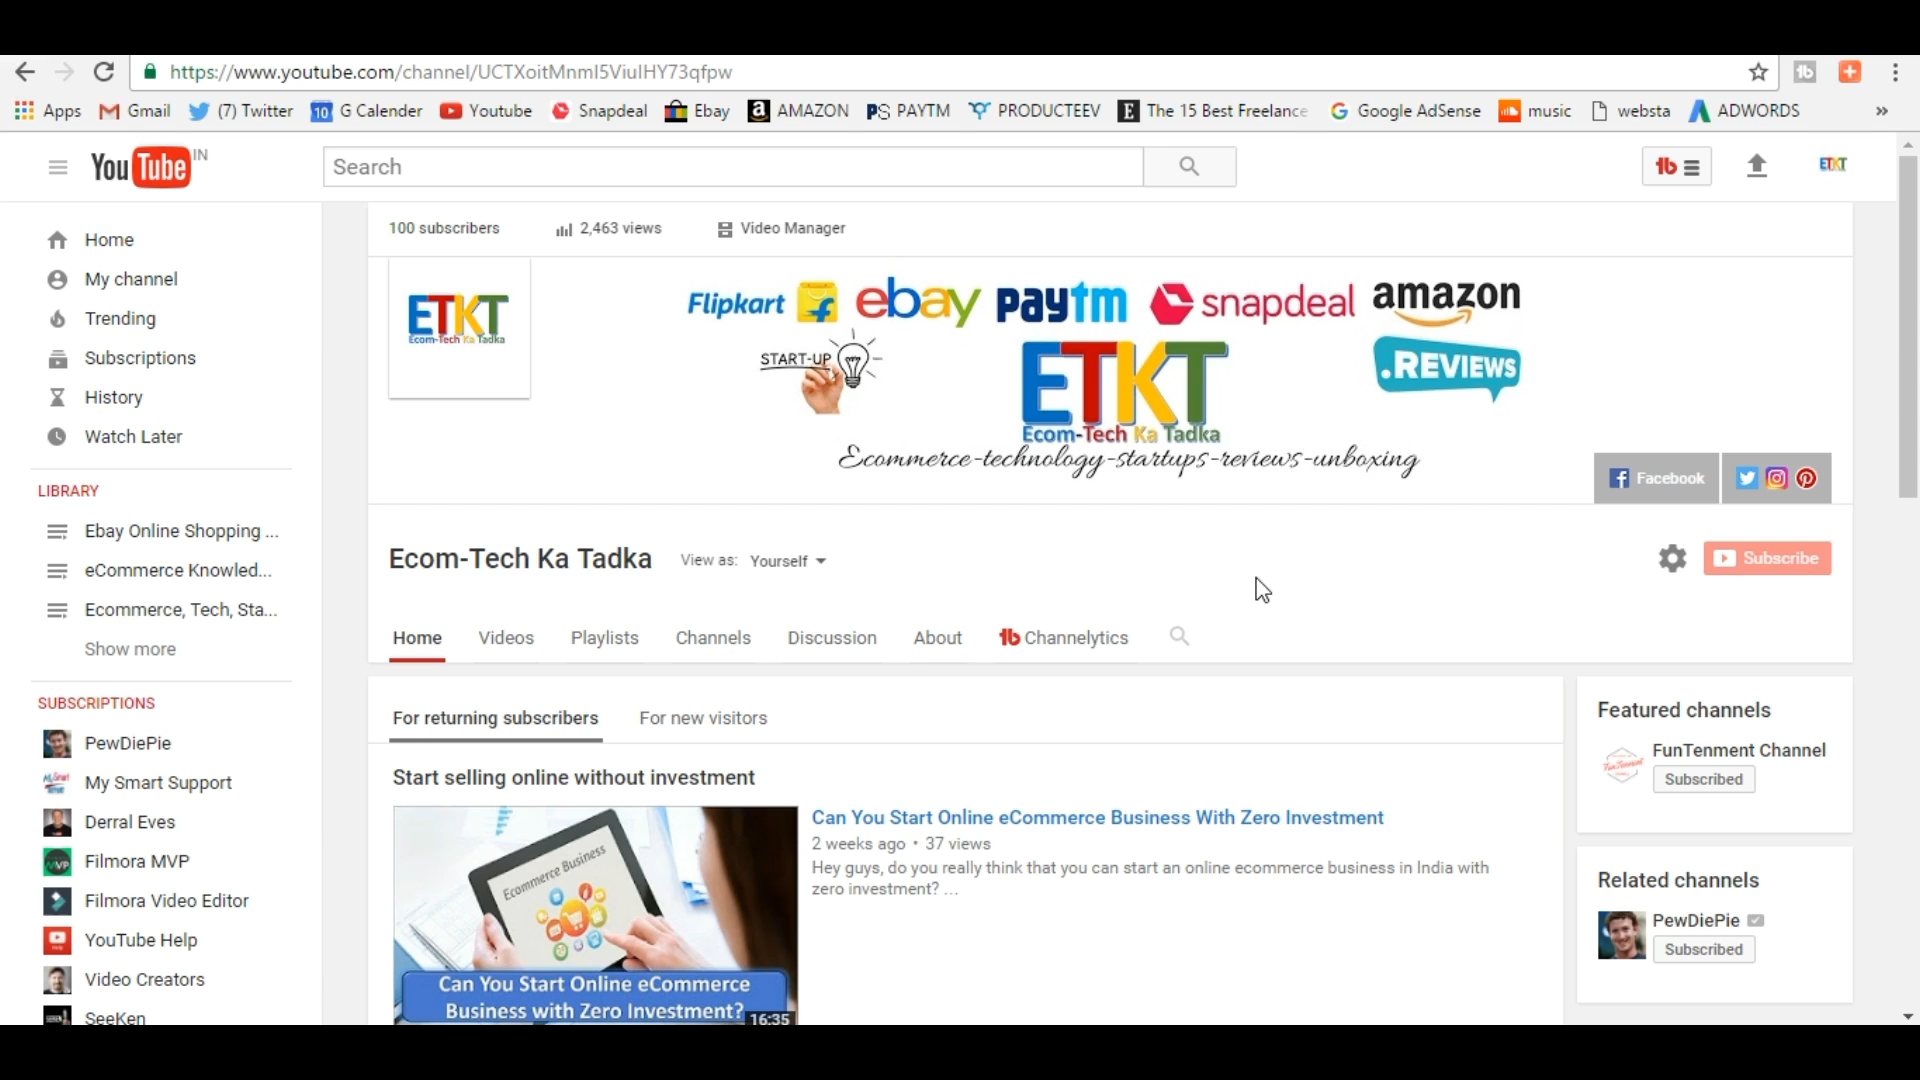 https://www.youtube.com/channel/UCTXoitMnmI5ViuIHY73qfpw
Apps Gmail (7) Twitter 10 G Calender Youtube Snapdeal Ebay a AMAZON PS PAYTM PRODUCTEEV E The 15 Best Freelance Google AdSense music websta ADWORDS »
YouTube IN
Search
ETKT
100 subscribers 2,463 views Video Manager
Home
My channel
Trending
Subscriptions
History
Watch Later
LIBRARY
Ebay Online Shopping ...
eCommerce Knowled...
Ecommerce, Tech, Sta...
Show more
SUBSCRIPTIONS
PewDiePie
My Smart Support
Derral Eves
Filmora MVP
Filmora Video Editor
YouTube Help
Video Creators
SeeKen
ETKT
Ecom-Tech Ka Tadka
Flipkart ebay paytm snapdeal amazon
START-UP
ETKT
Ecom-Tech Ka Tadka
.REVIEWS
Ecommerce-technology-startups-reviews-unboxing
Facebook
Ecom-Tech Ka Tadka View as: Yourself
Subscribe
Home Videos Playlists Channels Discussion About tb Channelytics
For returning subscribers For new visitors
Start selling online without investment
Ecommerce Business
Can You Start Online eCommerce
Business with Zero Investment?
16:35
Can You Start Online eCommerce Business With Zero Investment
2 weeks ago • 37 views
Hey guys, do you really think that you can start an online ecommerce business in India with
zero investment? ...
Featured channels
FunTenment Channel
Subscribed
Related channels
PewDiePie
Subscribed